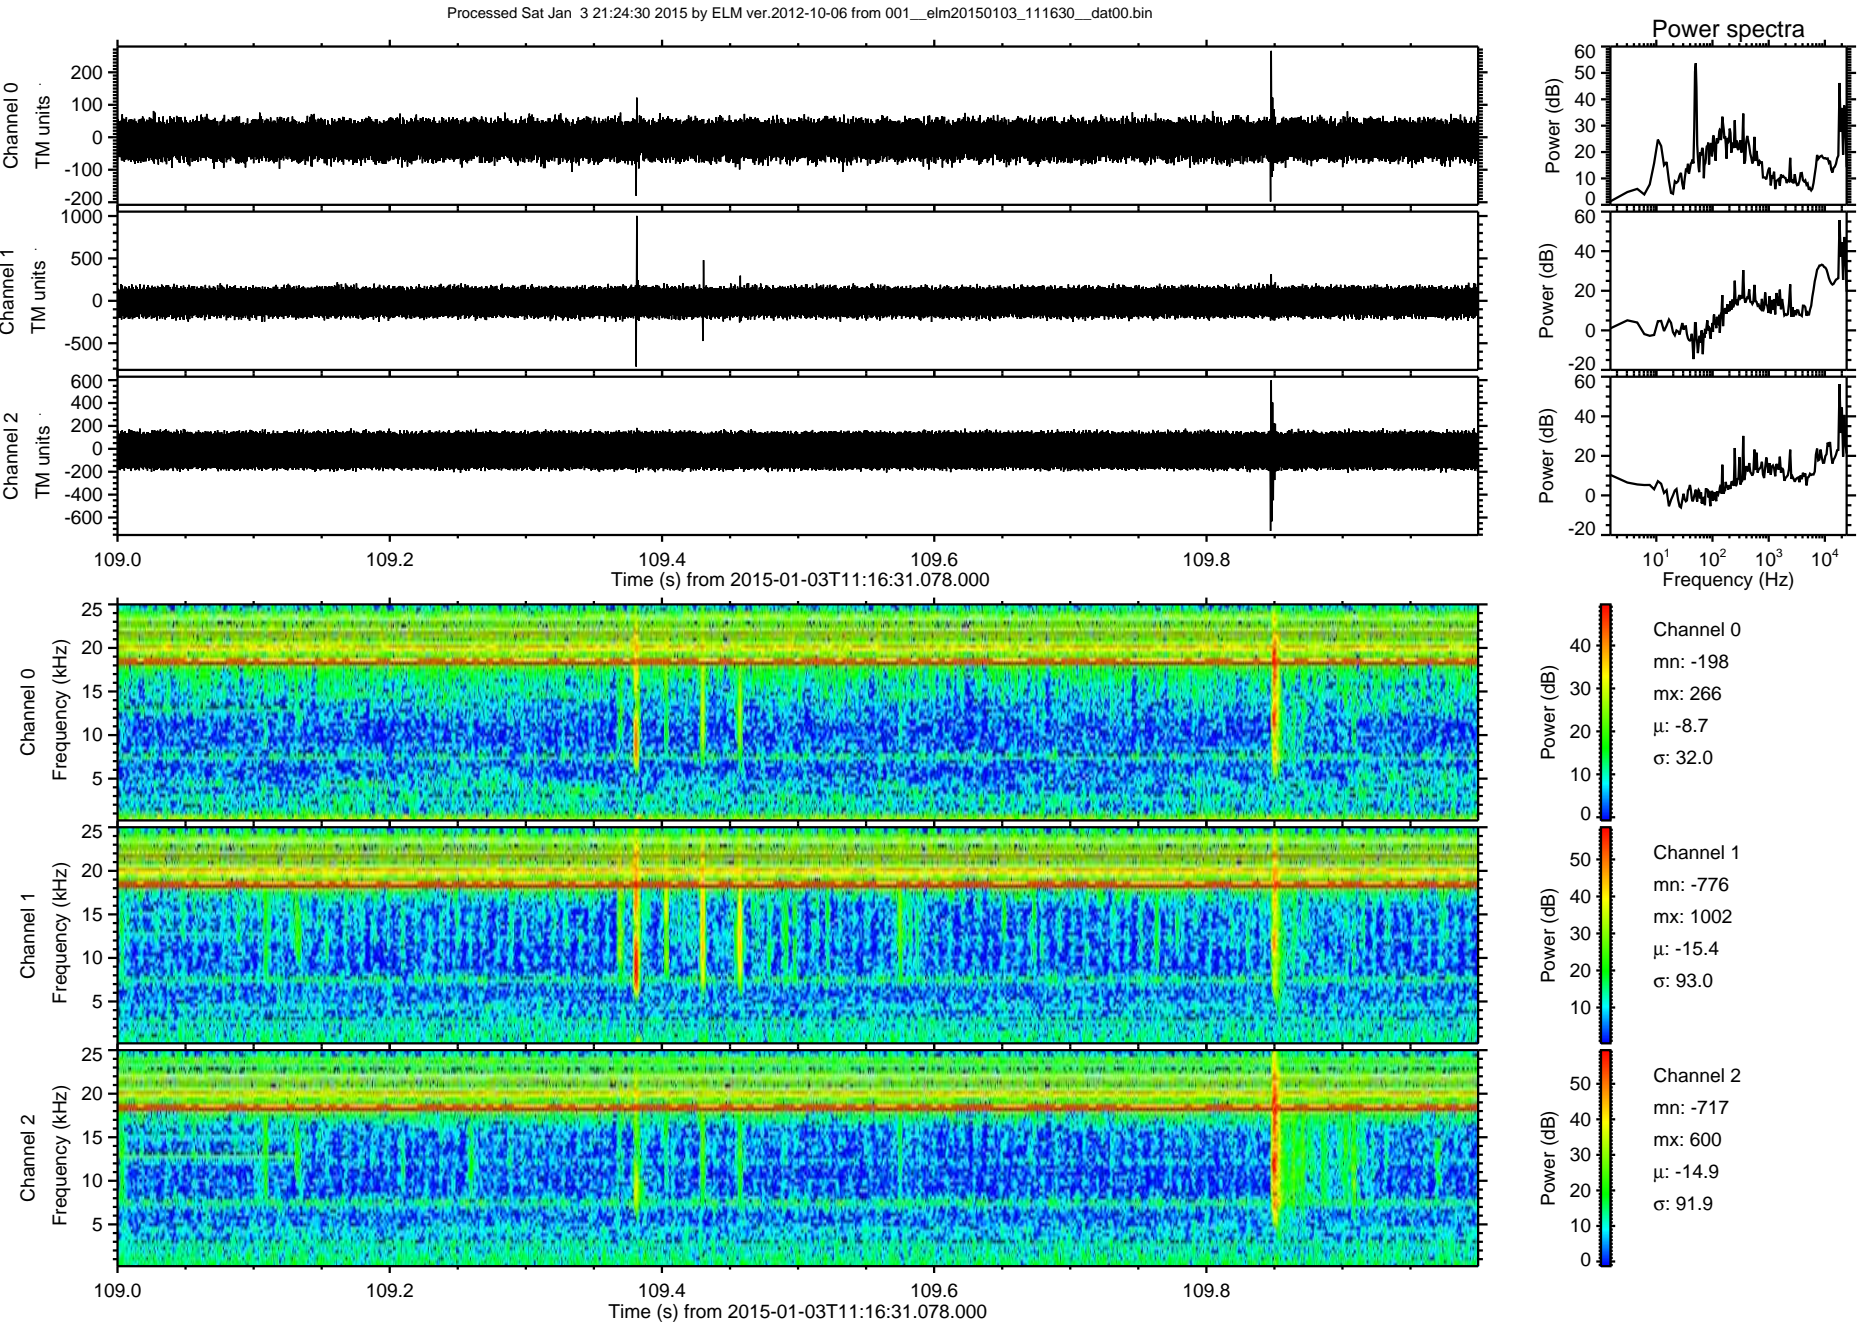 Processed Sat Jan  3 21:24:30 2015 by ELM ver.2012-10-06 from 001__elm20150103_111630__dat00.bin
Power spectra
Channel 0
TM units
200
100
0
-100
-200
Power (dB)
60
50
40
30
20
10
0
Channel 1
TM units
1000
500
0
-500
Power (dB)
60
40
20
0
-20
Channel 2
TM units
600
400
200
0
-200
-400
-600
Power (dB)
60
40
20
0
-20
109.0 109.2 109.4 109.6 109.8
Time (s) from 2015-01-03T11:16:31.078.000
10¹ 10² 10³ 10⁴
Frequency (Hz)
Channel 0
Frequency (kHz)
25
20
15
10
5
Power (dB)
40
30
20
10
0
Channel 0
mn: -198
mx: 266
μ: -8.7
σ: 32.0
Channel 1
Frequency (kHz)
25
20
15
10
5
Power (dB)
50
40
30
20
10
Channel 1
mn: -776
mx: 1002
μ: -15.4
σ: 93.0
Channel 2
Frequency (kHz)
25
20
15
10
5
Power (dB)
50
40
30
20
10
0
Channel 2
mn: -717
mx: 600
μ: -14.9
σ: 91.9
109.0 109.2 109.4 109.6 109.8
Time (s) from 2015-01-03T11:16:31.078.000